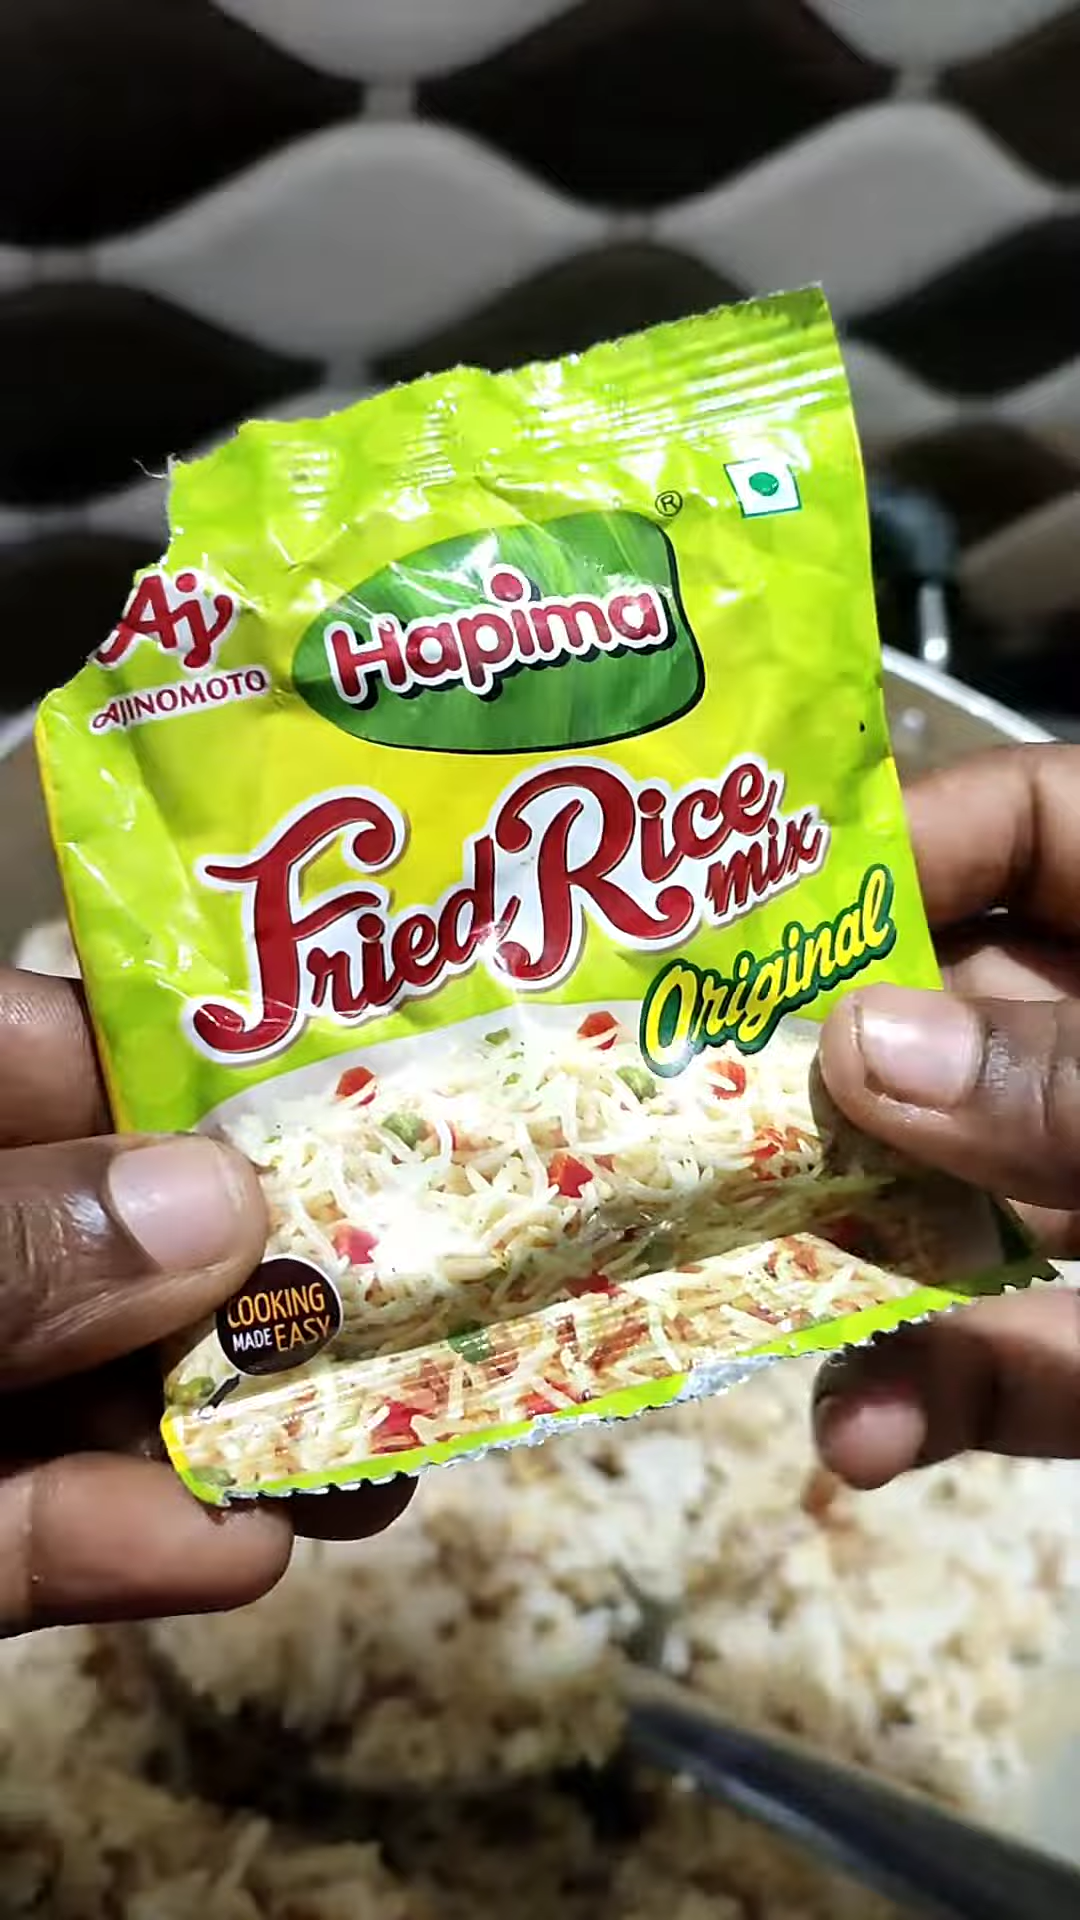 Aj
AJINOMOTO
Hapima
®
Fried Rice
mix
Original
COOKING
MADE EASY